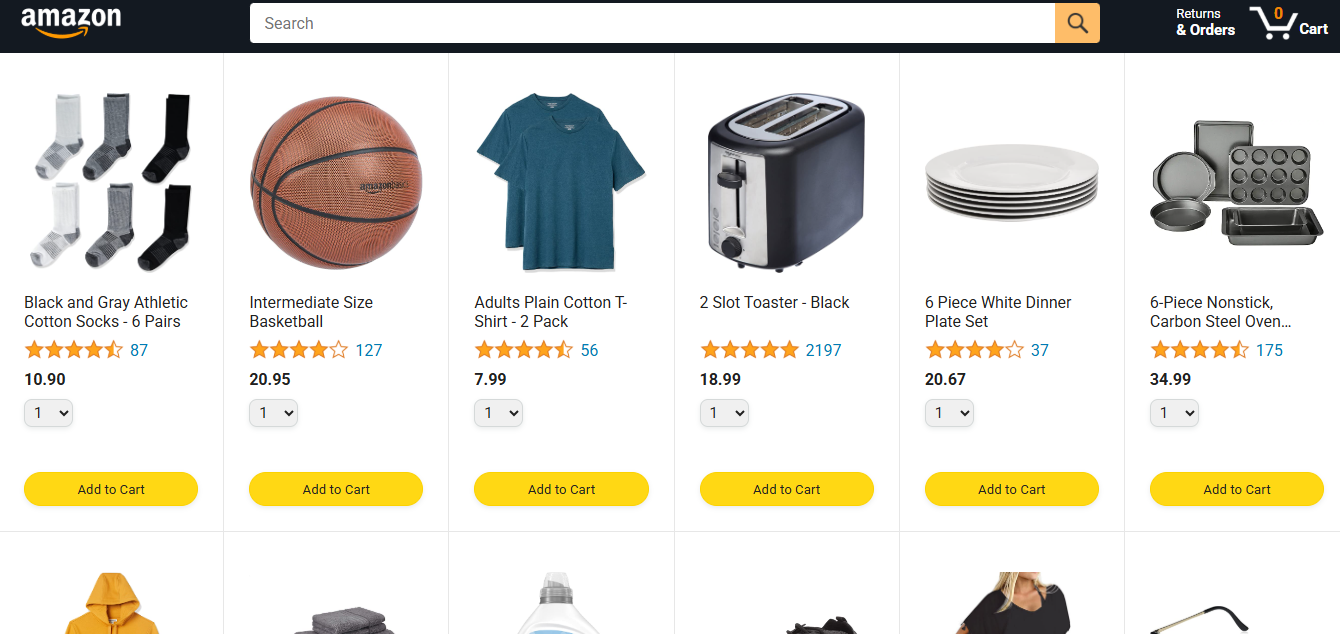 amazon
Search
Returns
& Orders
0
Cart
Black and Gray Athletic
Cotton Socks - 6 Pairs
87
10.90
1
Add to Cart
Intermediate Size
Basketball
127
20.95
1
Add to Cart
Adults Plain Cotton T-
Shirt - 2 Pack
56
7.99
1
Add to Cart
2 Slot Toaster - Black
2197
18.99
1
Add to Cart
6 Piece White Dinner
Plate Set
37
20.67
1
Add to Cart
6-Piece Nonstick,
Carbon Steel Oven...
175
34.99
1
Add to Cart